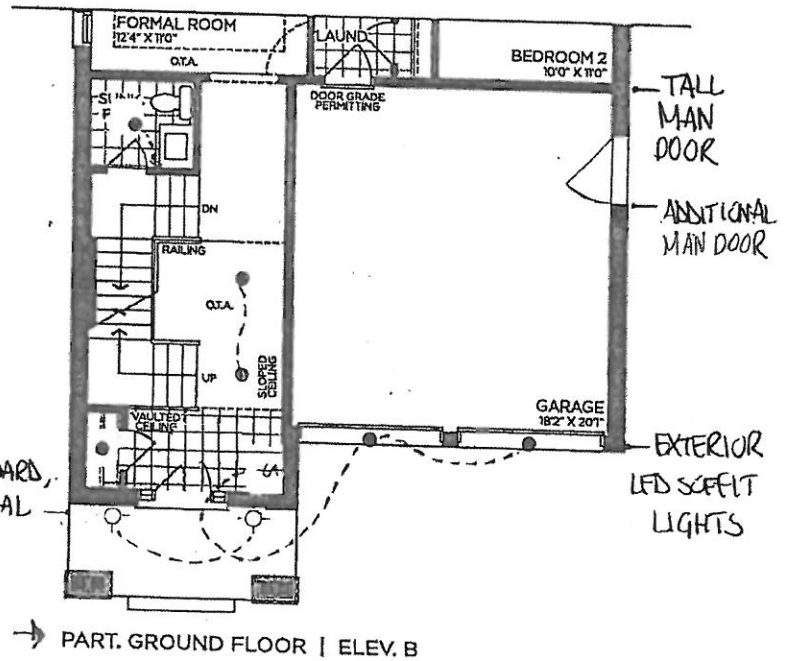 FORMAL ROOM
12'4" X 11'0"
O.T.A.
LAUND.
BEDROOM 2
10'0" X 11'0"
DOOR GRADE
PERMITTING
TALL
MAN
DOOR
DN
ADDITIONAL
MAN DOOR
RAILING
O.T.A.
SLOPED
CEILING
UP
GARAGE
18'2" X 20'1"
VAULTED
CEILING
EXTERIOR
LED SOFFIT
LIGHTS
ARD,
AL
PART. GROUND FLOOR | ELEV. B